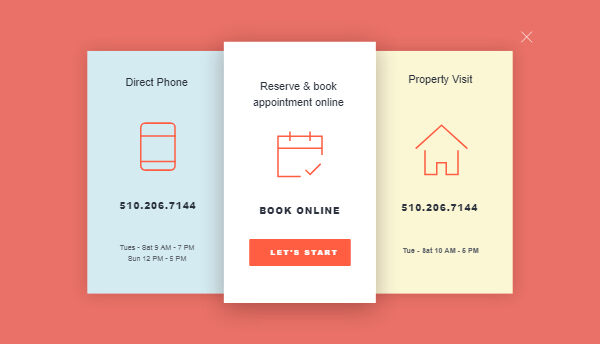 Direct Phone
510.206.7144
Tues - Sat 9 AM - 7 PM
Sun 12 PM - 5 PM
Reserve & book
appointment online
BOOK ONLINE
LET'S START
Property Visit
510.206.7144
Tue - Sat 10 AM - 5 PM